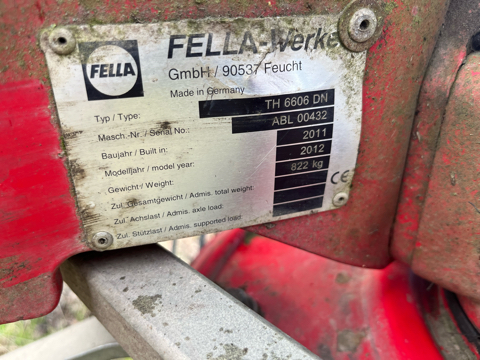 FELLA
FELLA-Werke
GmbH / 90537 Feucht
Made in Germany
Typ / Type: TH 6606 DN
Masch.-Nr. / Serial No.: ABL 00432
Baujahr / Built in: 2011
Modelljahr / model year: 2012
Gewicht / Weight: 822 kg
Zul. Gesamtgewicht / Admis. total weight:
Zul. Achslast / Admis. axle load:
Zul. Stützlast / Admis. supported load:
CE